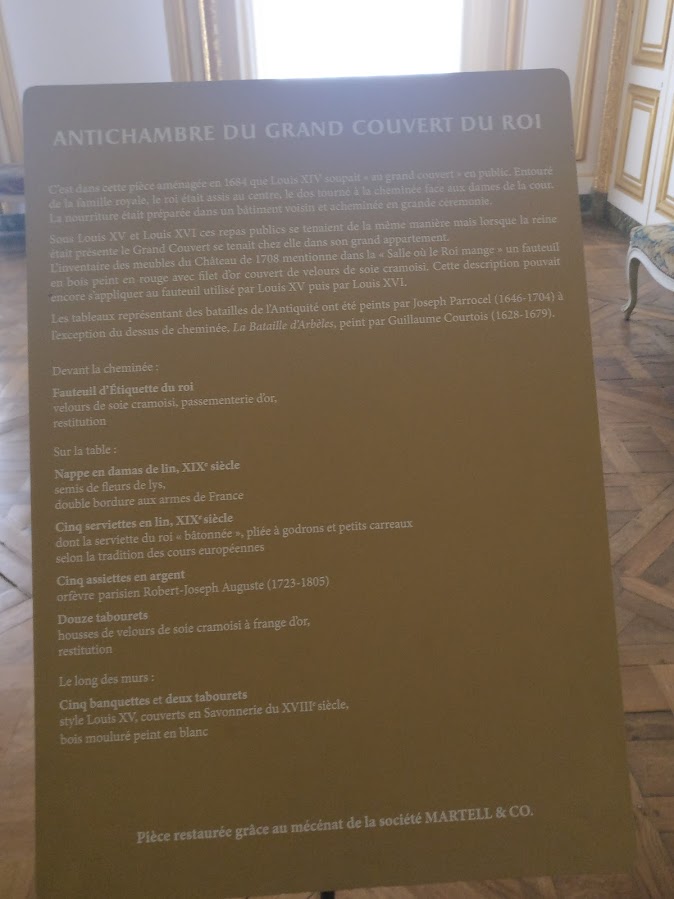 ANTICHAMBRE DU GRAND COUVERT DU ROI
C'est dans cette pièce aménagée en 1684 que Louis XIV soupait « au grand couvert » en public. Entouré
de la famille royale, le roi était assis au centre, le dos tourné à la cheminée face aux dames de la cour.
La nourriture était préparée dans un bâtiment voisin et acheminée en grande cérémonie.
Sous Louis XV et Louis XVI ces repas publics se tenaient de la même manière mais lorsque la reine
était présente le Grand Couvert se tenait chez elle dans son grand appartement.
L'inventaire des meubles du Château de 1708 mentionne dans la « Salle où le Roi mange » un fauteuil
en bois peint en rouge avec filet d'or couvert de velours de soie cramoisi. Cette description pouvait
encore s'appliquer au fauteuil utilisé par Louis XV puis par Louis XVI.
Les tableaux représentant des batailles de l'Antiquité ont été peints par Joseph Parrocel (1646-1704) à
l'exception du dessus de cheminée, La Bataille d'Arbèles, peint par Guillaume Courtois (1628-1679).
Devant la cheminée :
Fauteuil d'Étiquette du roi
velours de soie cramoisi, passementerie d'or,
restitution
Sur la table :
Nappe en damas de lin, XIXe siècle
semis de fleurs de lys,
double bordure aux armes de France
Cinq serviettes en lin, XIXe siècle
dont la serviette du roi « bâtonnée », pliée à godrons et petits carreaux
selon la tradition des cours européennes
Cinq assiettes en argent
orfèvre parisien Robert-Joseph Auguste (1723-1805)
Douze tabourets
housses de velours de soie cramoisi à frange d'or,
restitution
Le long des murs :
Cinq banquettes et deux tabourets
style Louis XV, couverts en Savonnerie du XVIIIe siècle,
bois mouluré peint en blanc
Pièce restaurée grâce au mécénat de la société MARTELL & CO.